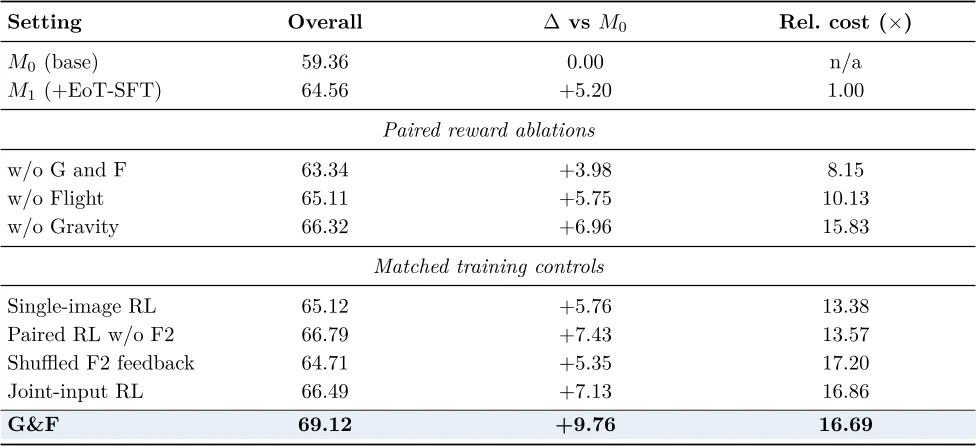 Setting Overall Δ vs M₀ Rel. cost (×)
M₀ (base) 59.36 0.00 n/a
M₁ (+EoT-SFT) 64.56 +5.20 1.00
Paired reward ablations
w/o G and F 63.34 +3.98 8.15
w/o Flight 65.11 +5.75 10.13
w/o Gravity 66.32 +6.96 15.83
Matched training controls
Single-image RL 65.12 +5.76 13.38
Paired RL w/o F2 66.79 +7.43 13.57
Shuffled F2 feedback 64.71 +5.35 17.20
Joint-input RL 66.49 +7.13 16.86
G&F 69.12 +9.76 16.69